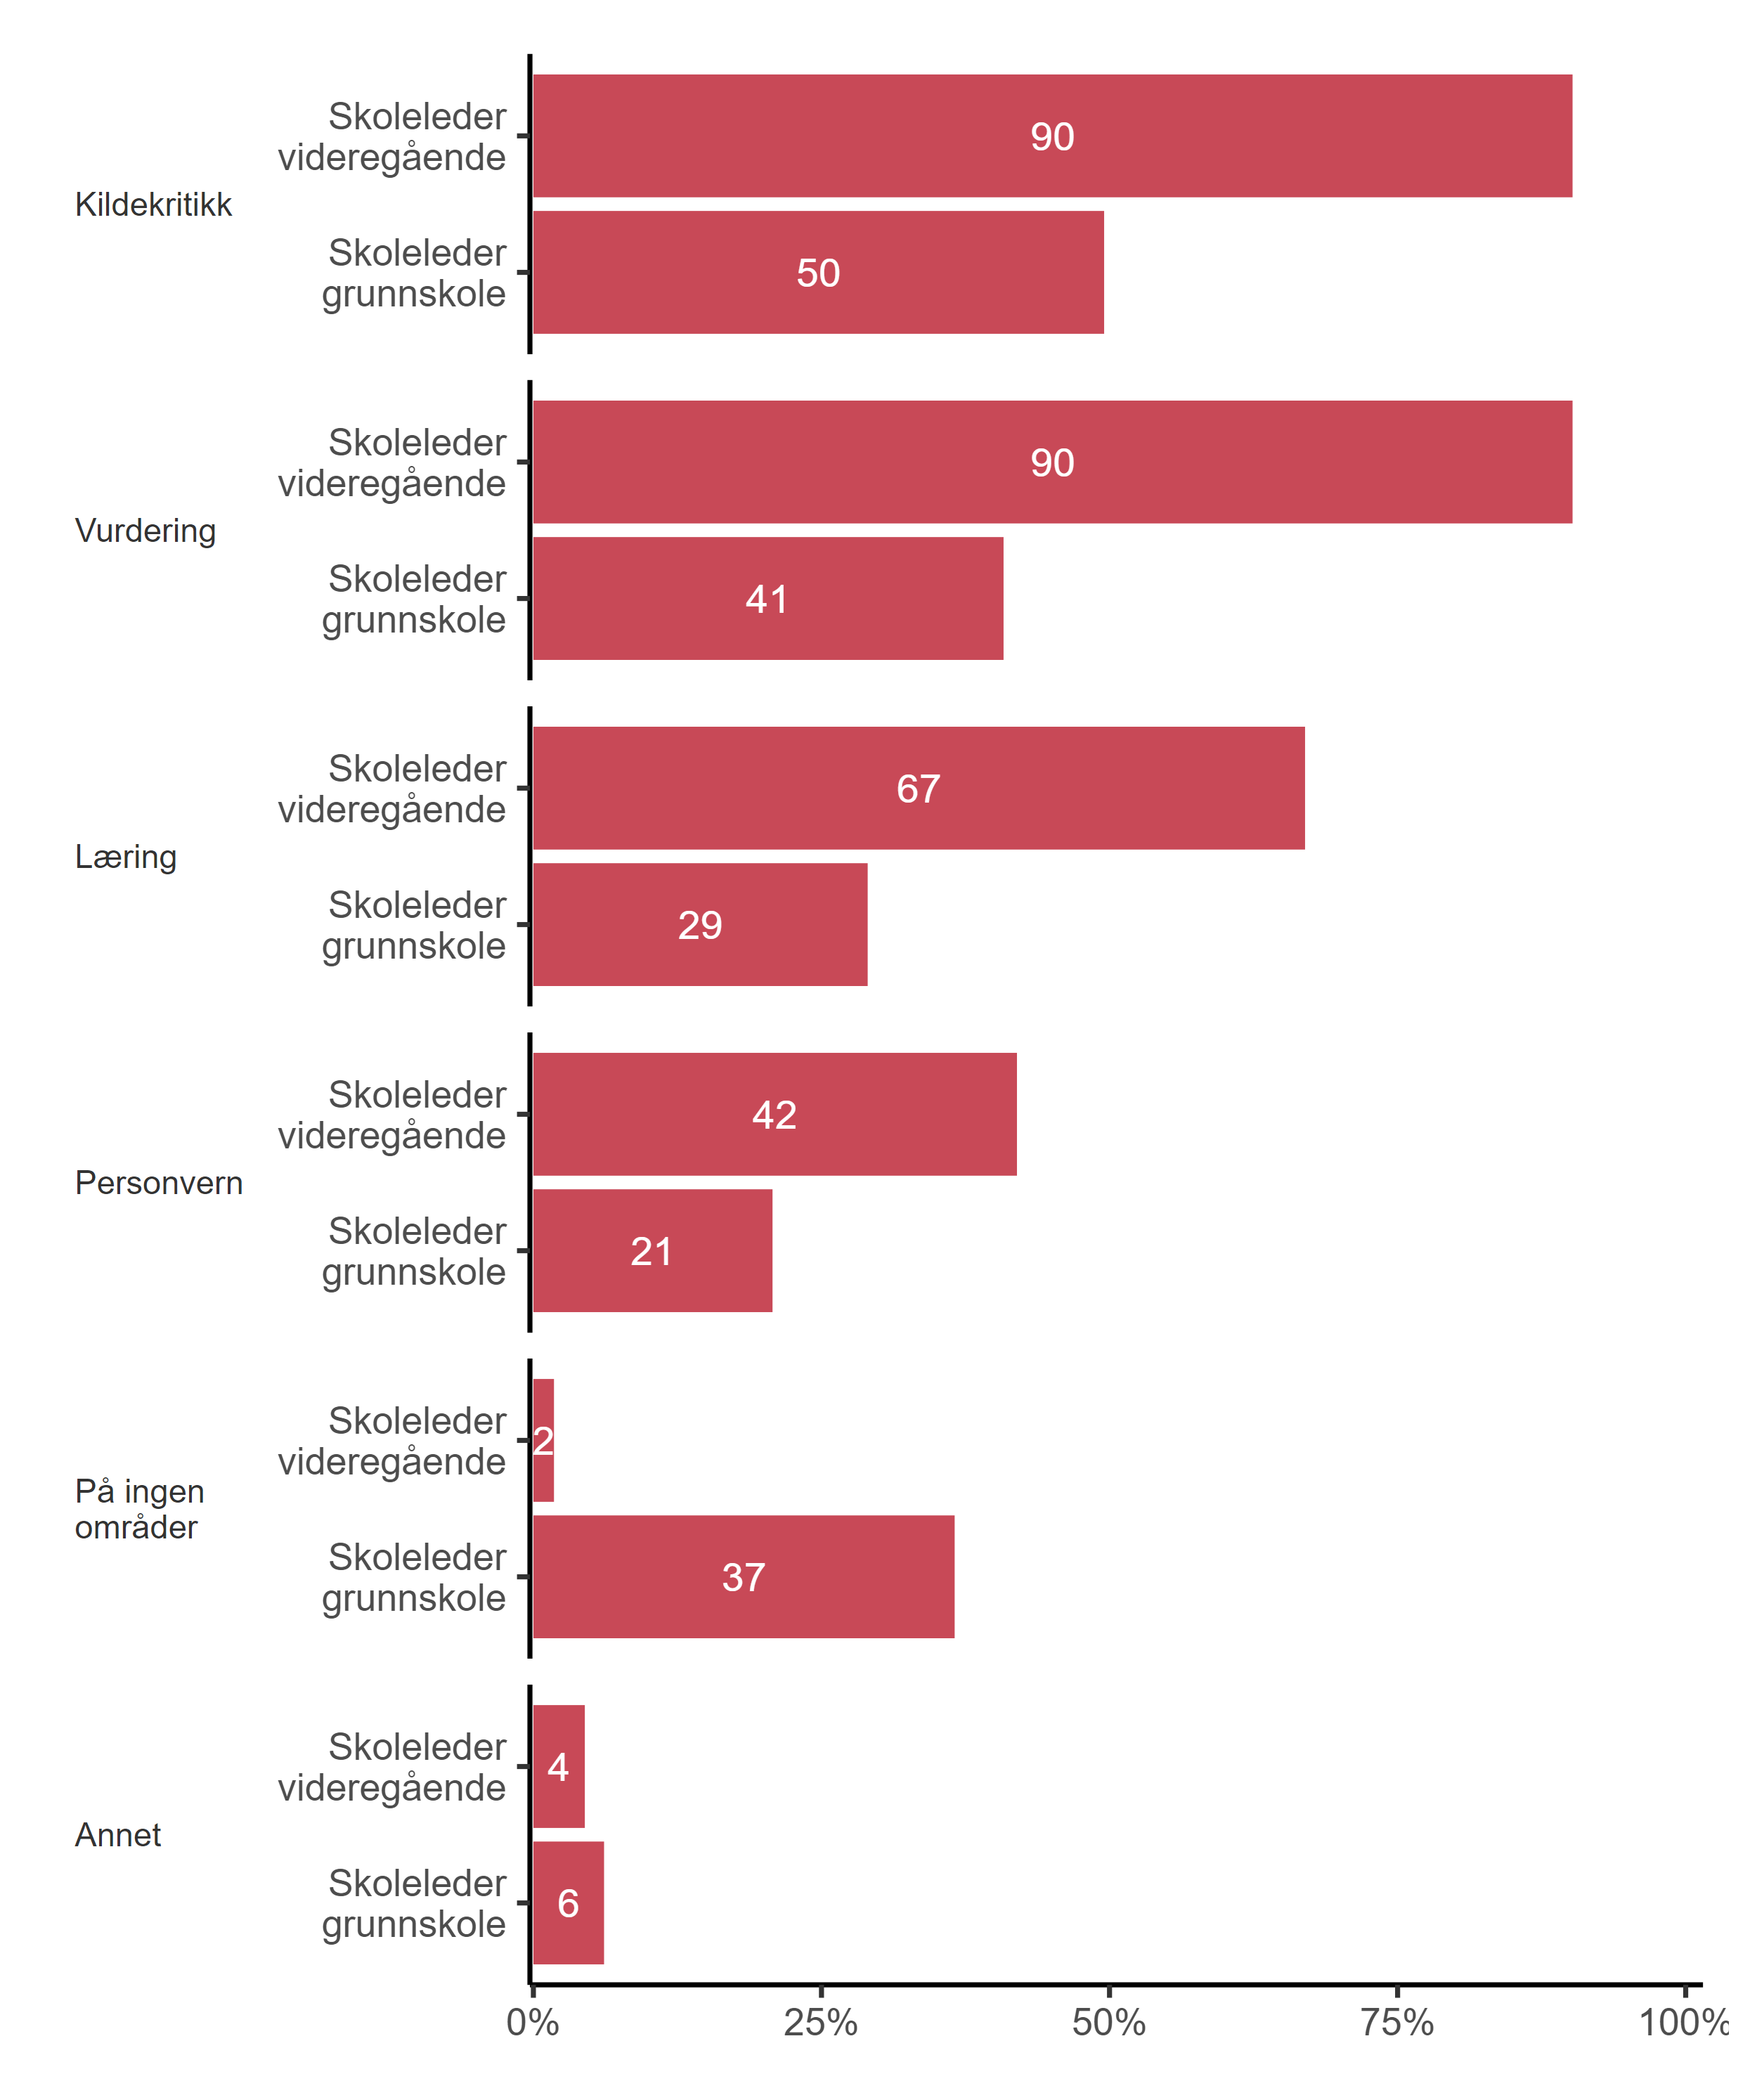 Kildekritikk
Skoleleder
videregående
90
Skoleleder
grunnskole
50
Vurdering
Skoleleder
videregående
90
Skoleleder
grunnskole
41
Læring
Skoleleder
videregående
67
Skoleleder
grunnskole
29
Personvern
Skoleleder
videregående
42
Skoleleder
grunnskole
21
På ingen
områder
Skoleleder
videregående
2
Skoleleder
grunnskole
37
Annet
Skoleleder
videregående
4
Skoleleder
grunnskole
6
0% 25% 50% 75% 100%